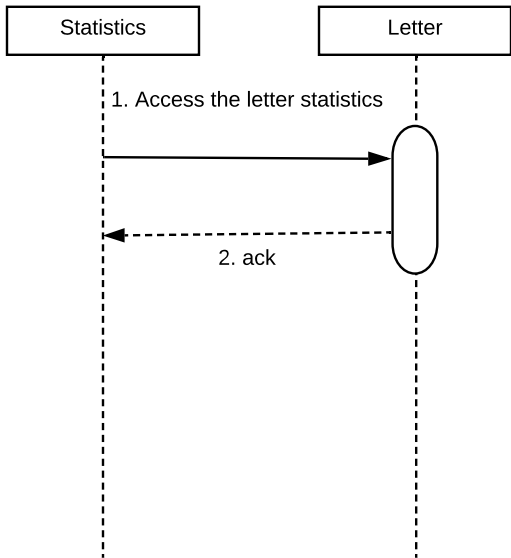 Statistics
Letter
1. Access the letter statistics
2. ack